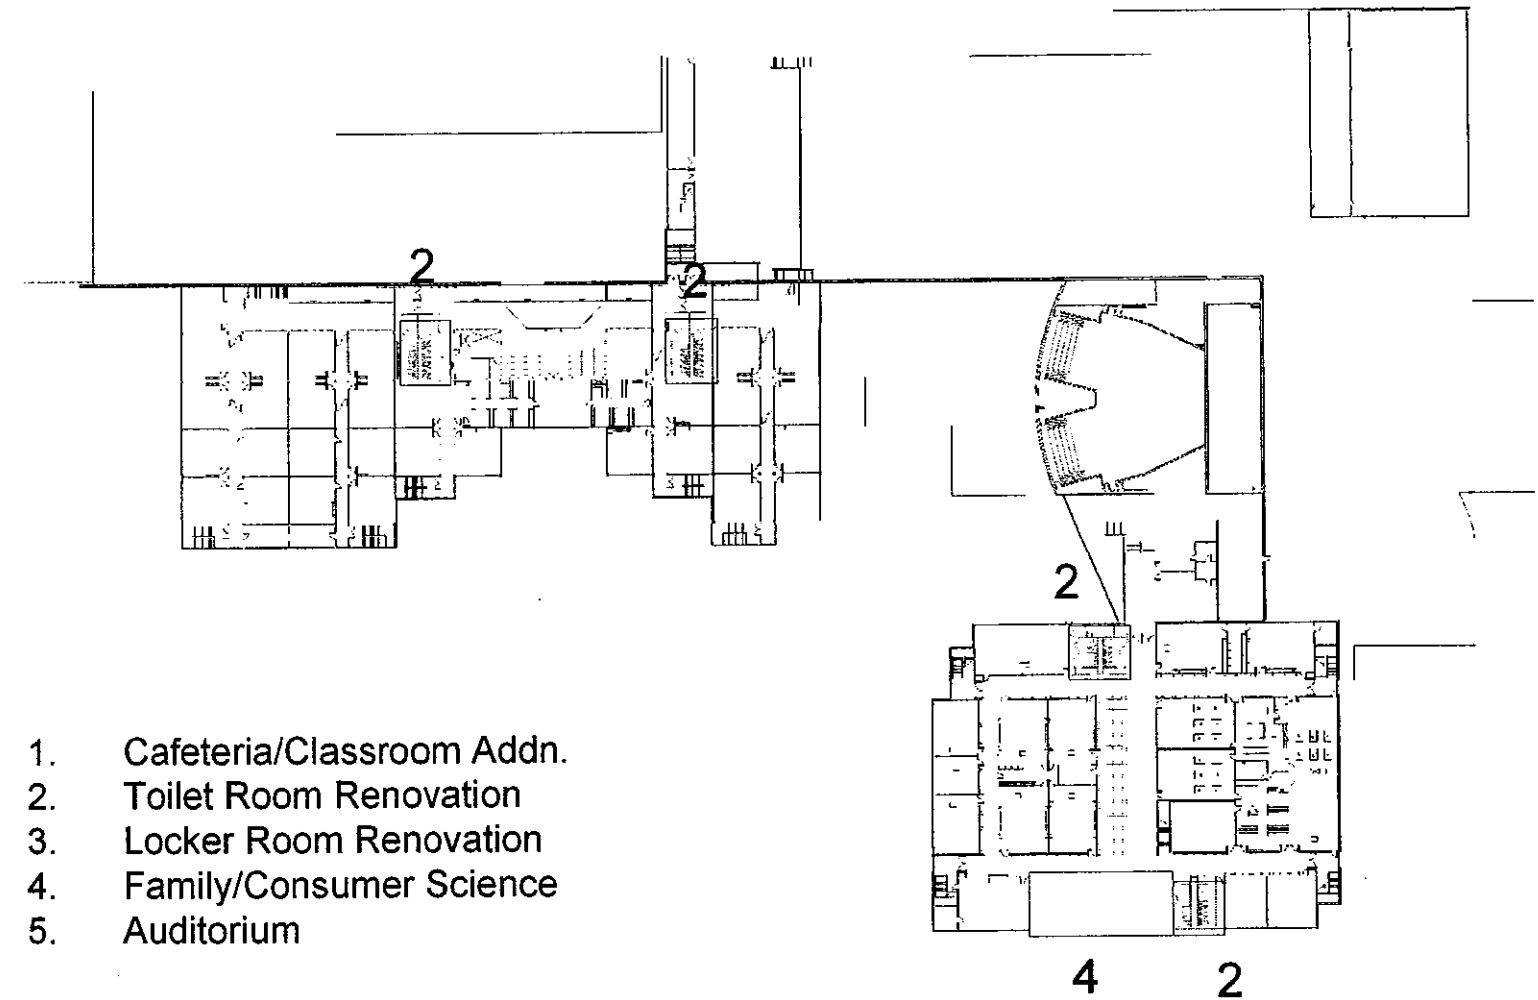 2
2
2
1. Cafeteria/Classroom Addn.
2. Toilet Room Renovation
3. Locker Room Renovation
4. Family/Consumer Science
5. Auditorium
4 2